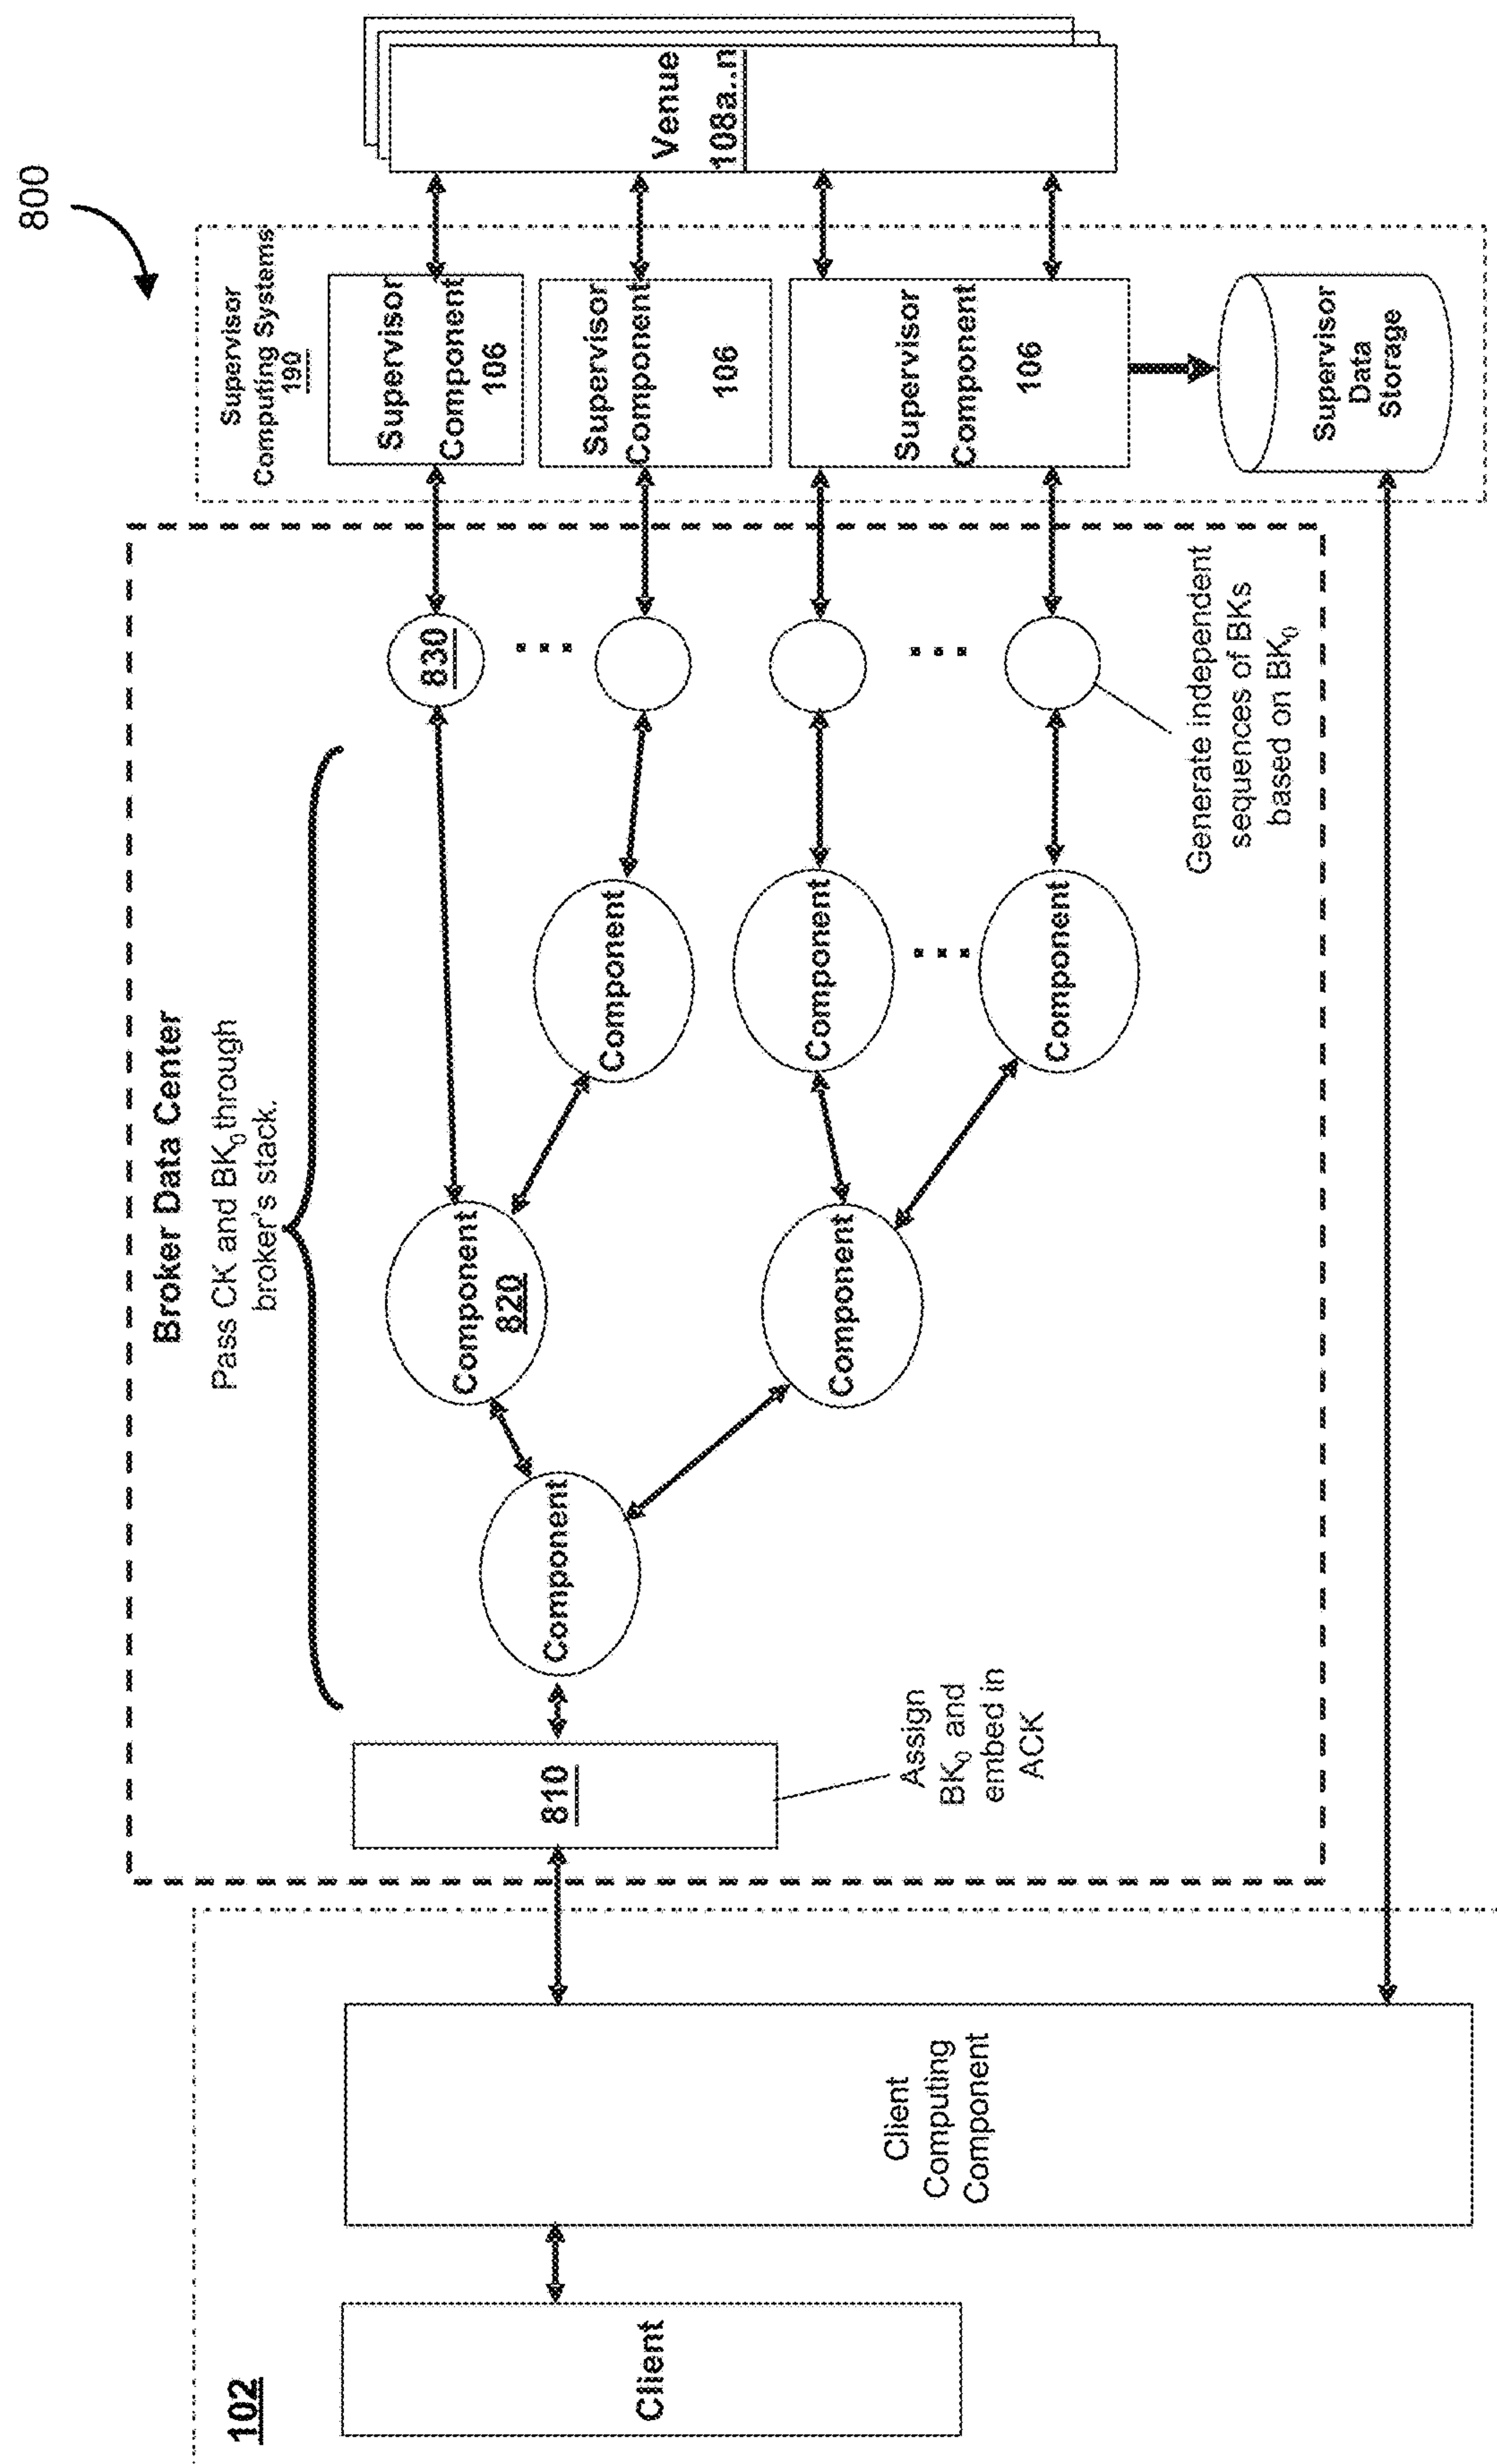 800
102
Client
Client
Computing
Component
Broker Data Center
Pass CK and BK0 through
broker's stack.
810
Assign
BK0 and
embed in
ACK
Component
Component
820
Component
Component
Component
Component
830
Generate independent
sequences of BKs
based on BK0
Supervisor
Computing Systems
190
Supervisor
Component
106
Supervisor
Component
106
Supervisor
Component
106
Supervisor
Data
Storage
Venue
108a..n